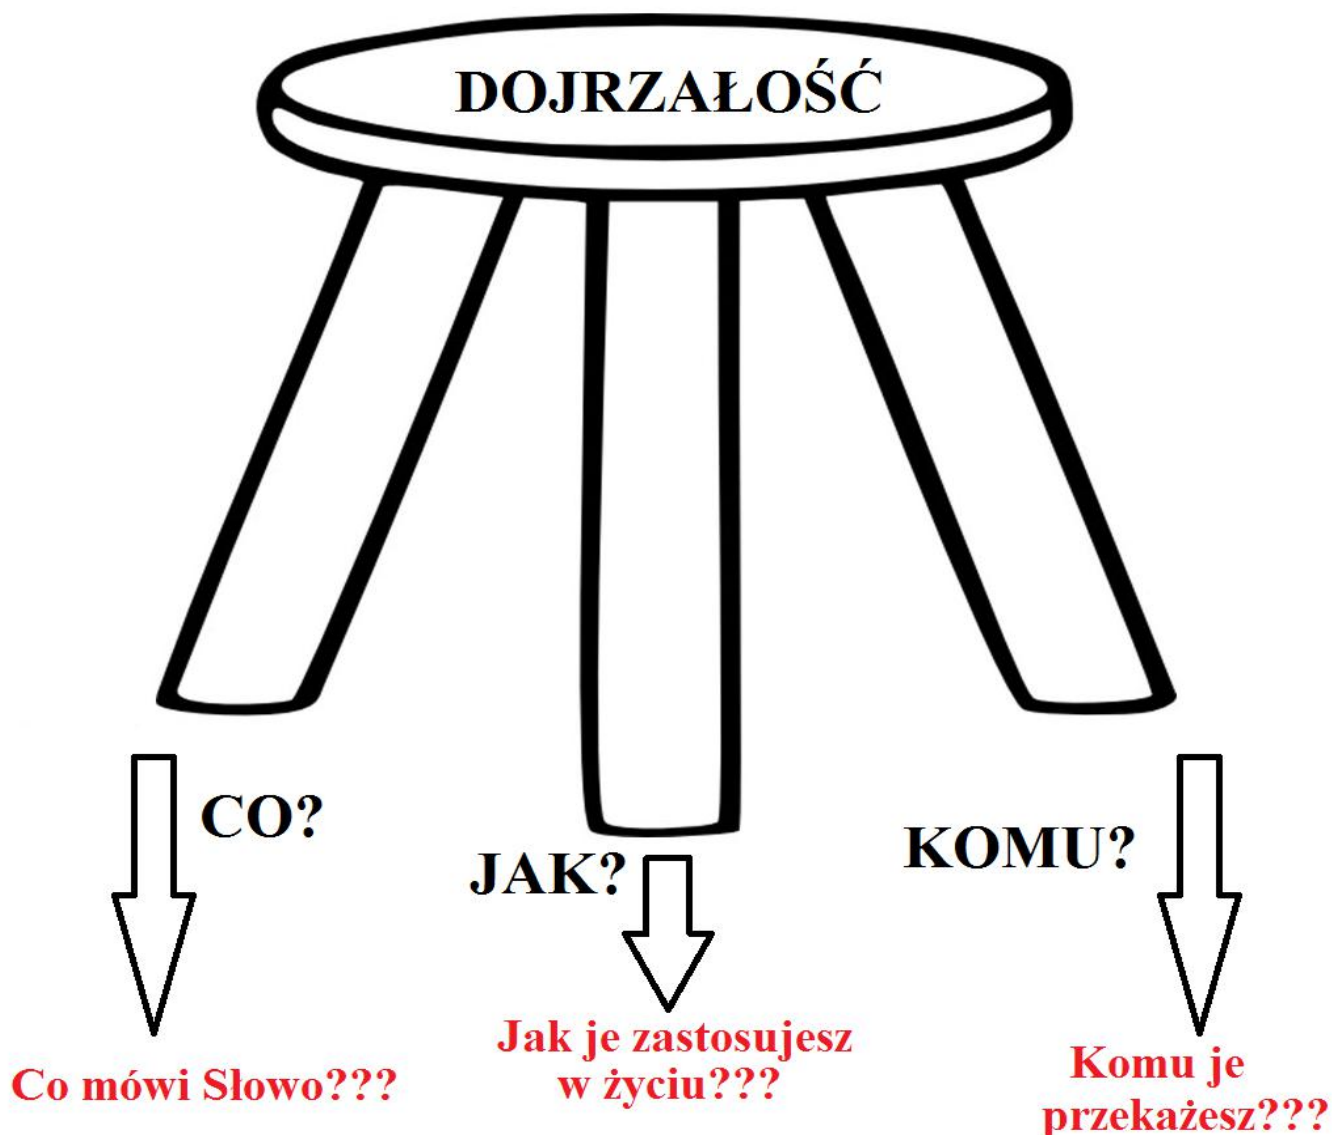 DOJRZAŁOŚĆ
CO?
JAK?
KOMU?
Co mówi Słowo???
Jak je zastosujesz
w życiu???
Komu je
przekażesz???